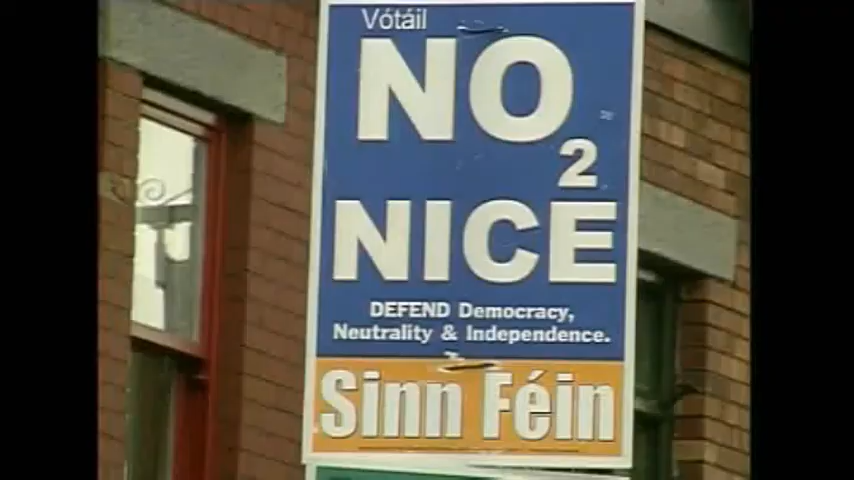 Vótáil
NO
2
NICE
DEFEND Democracy,
Neutrality & Independence.
Sinn Féin